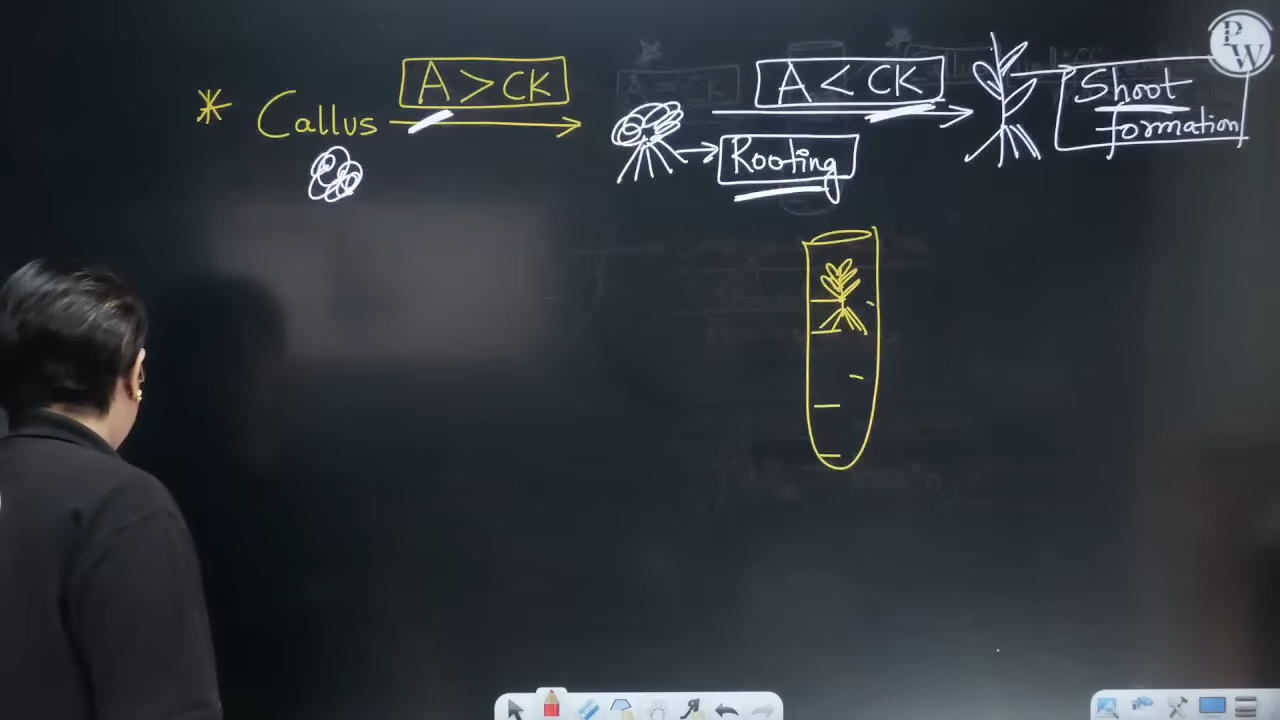 * Callus
A > CK
Rooting
A < CK
Shoot
formation
PW